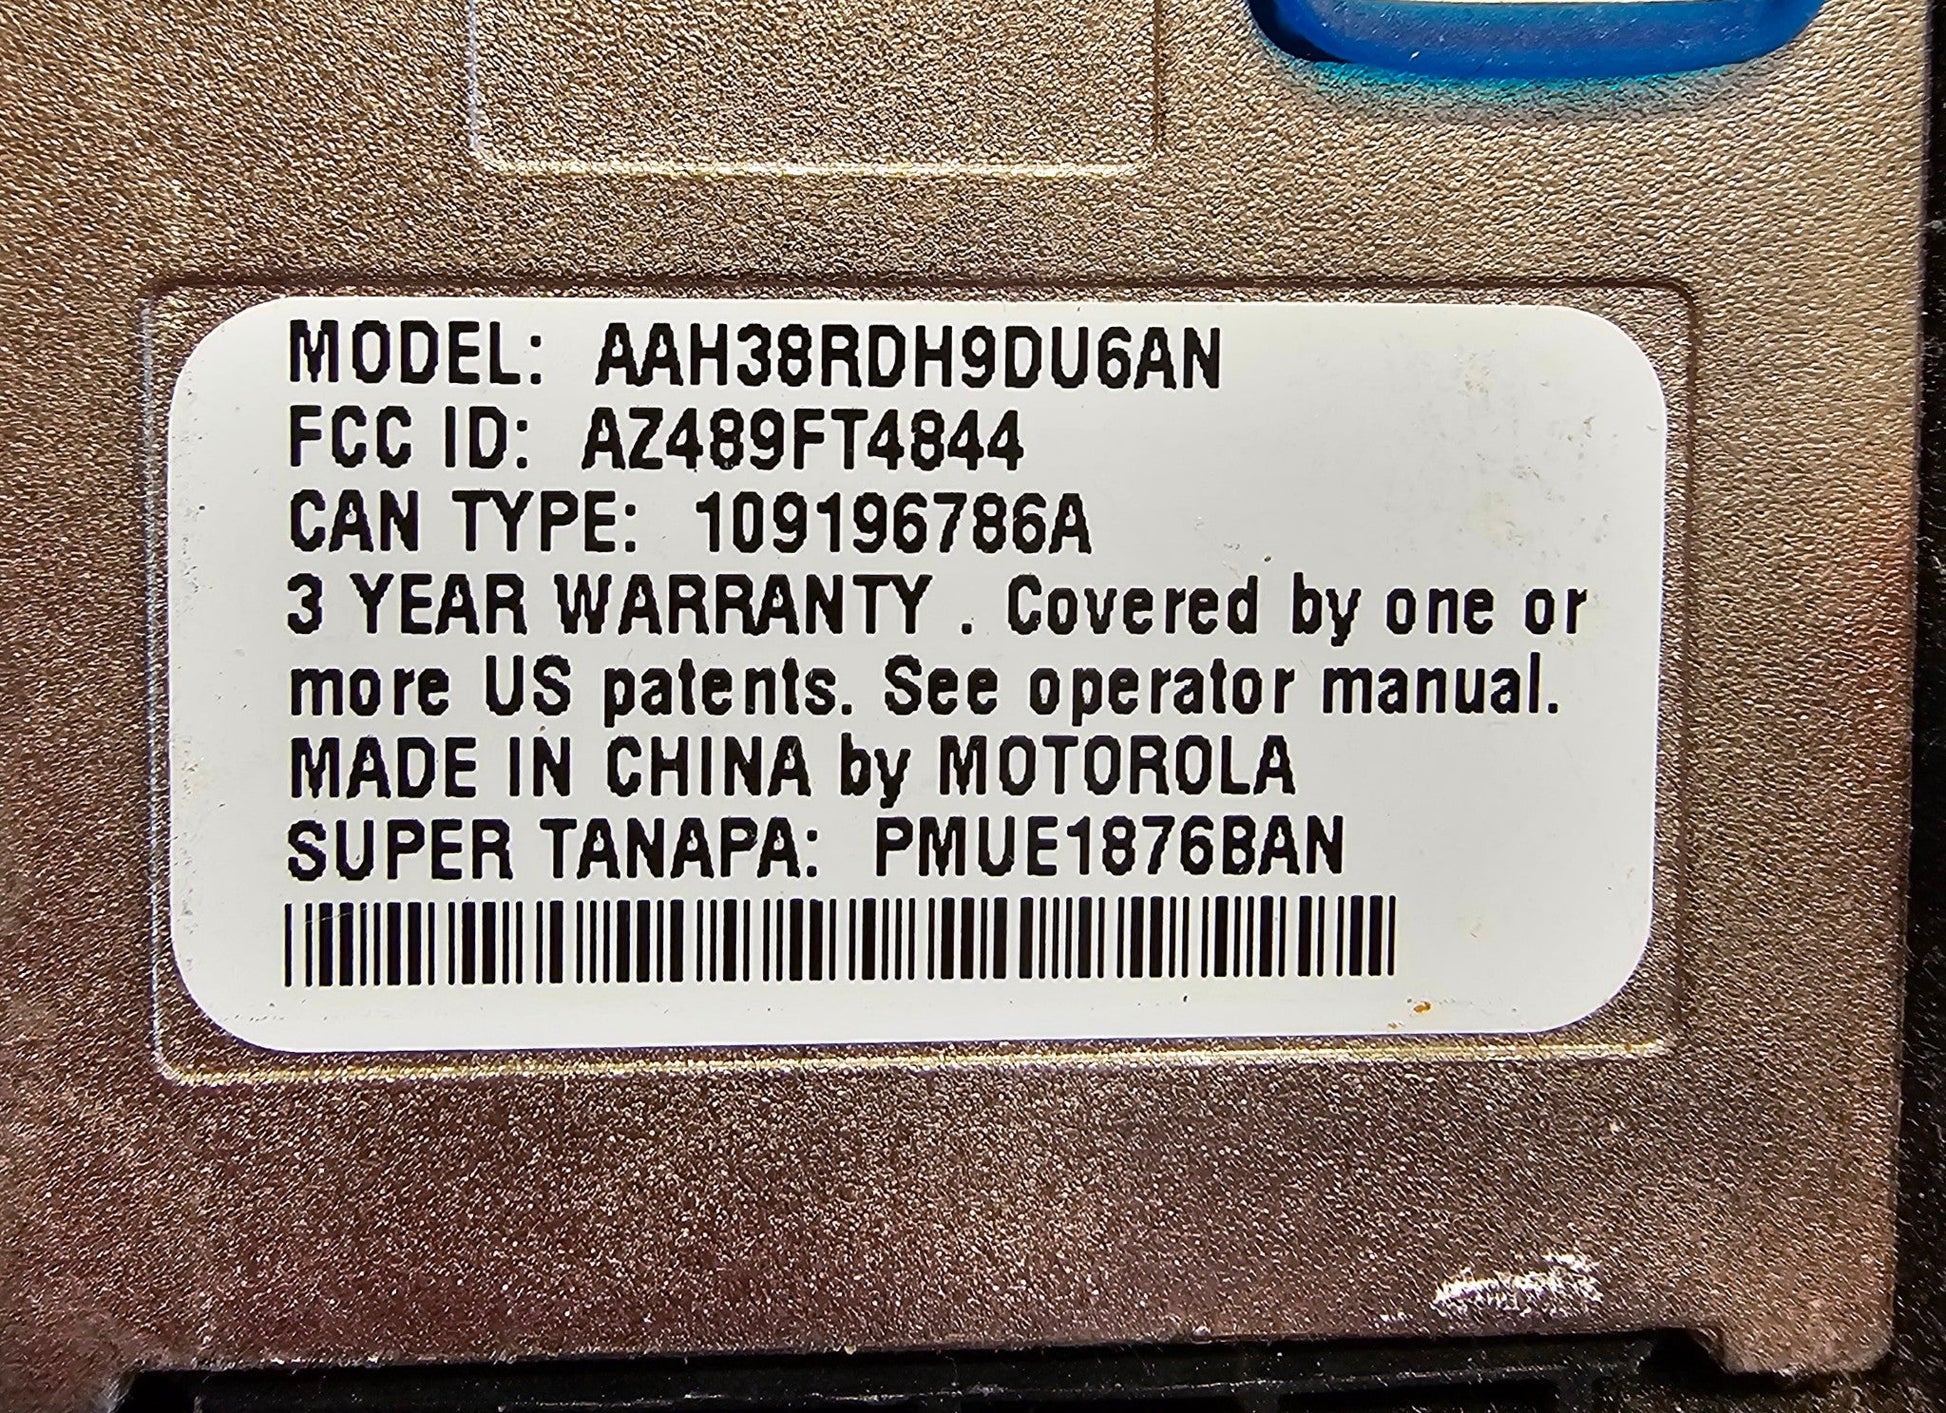 MODEL: AAH38RDH9DU6AN
FCC ID: AZ489FT4844
CAN TYPE: 109196786A
3 YEAR WARRANTY . Covered by one or
more US patents. See operator manual.
MADE IN CHINA by MOTOROLA
SUPER TANAPA: PMUE1876BAN